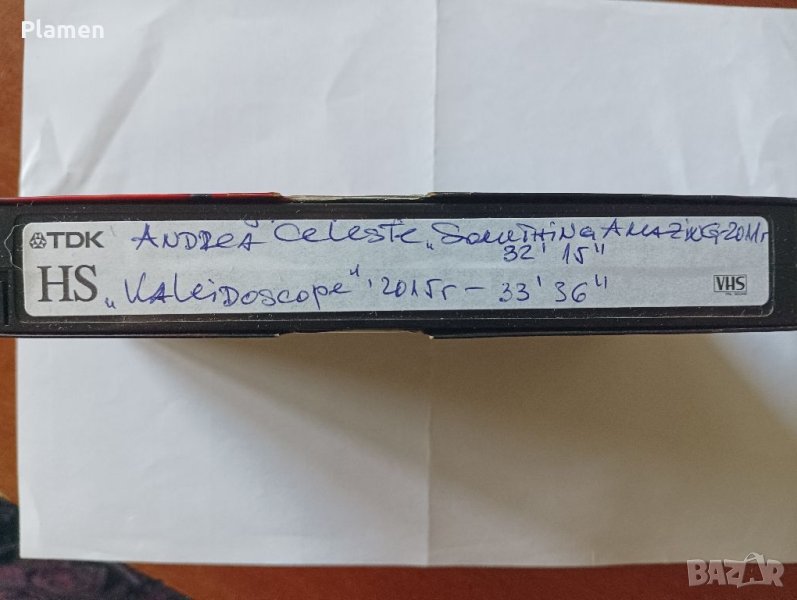 Plamen
TDK ANDREA Celeste „SOMETHING AMAZING-2011г
32' 15"
HS „KALEIDOSCOPE" '2015г – 33' 36"
VHS
BAZAR